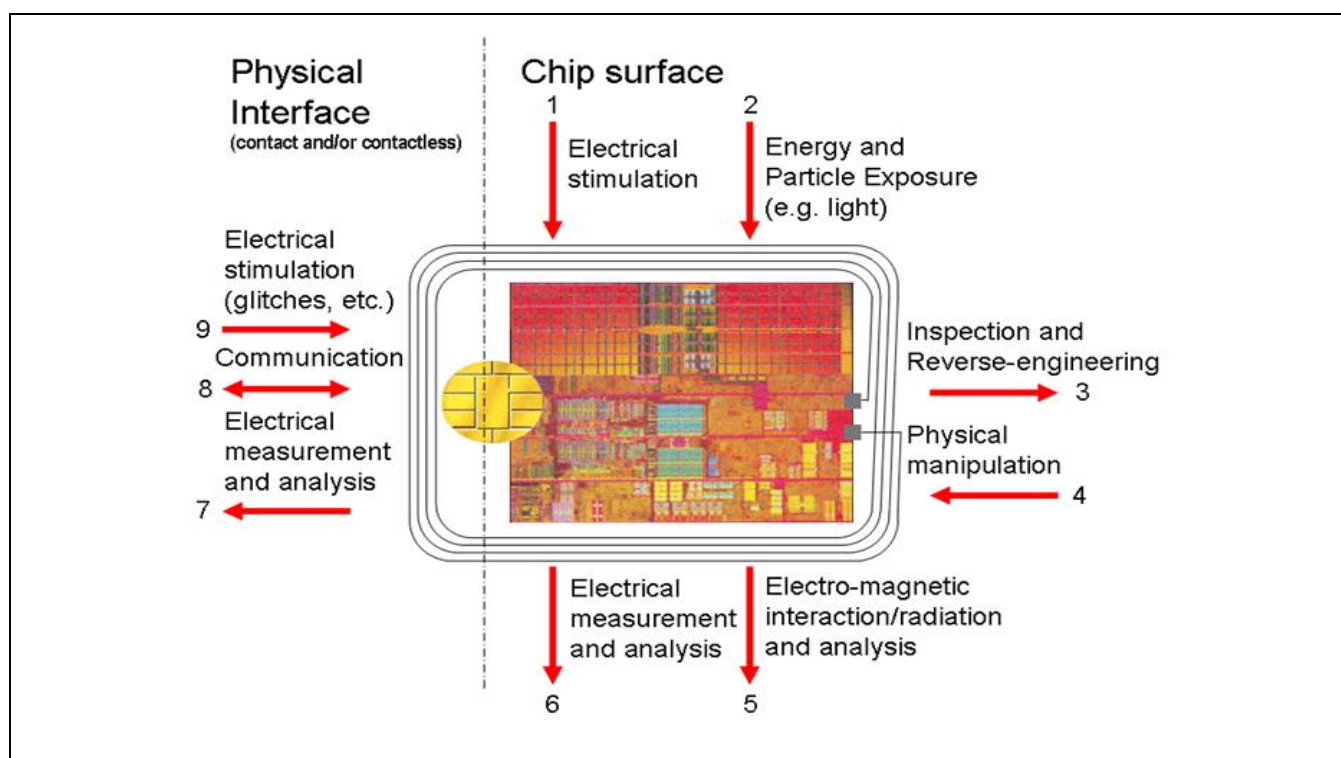 Physical
Interface
(contact and/or contactless)
Chip surface
1
Electrical
stimulation
2
Energy and
Particle Exposure
(e.g. light)
Electrical
stimulation
(glitches, etc.)
9
Communication
8
Electrical
measurement
and analysis
7
Inspection and
Reverse-engineering
3
Physical
manipulation
4
Electrical
measurement
and analysis
6
Electro-magnetic
interaction/radiation
and analysis
5